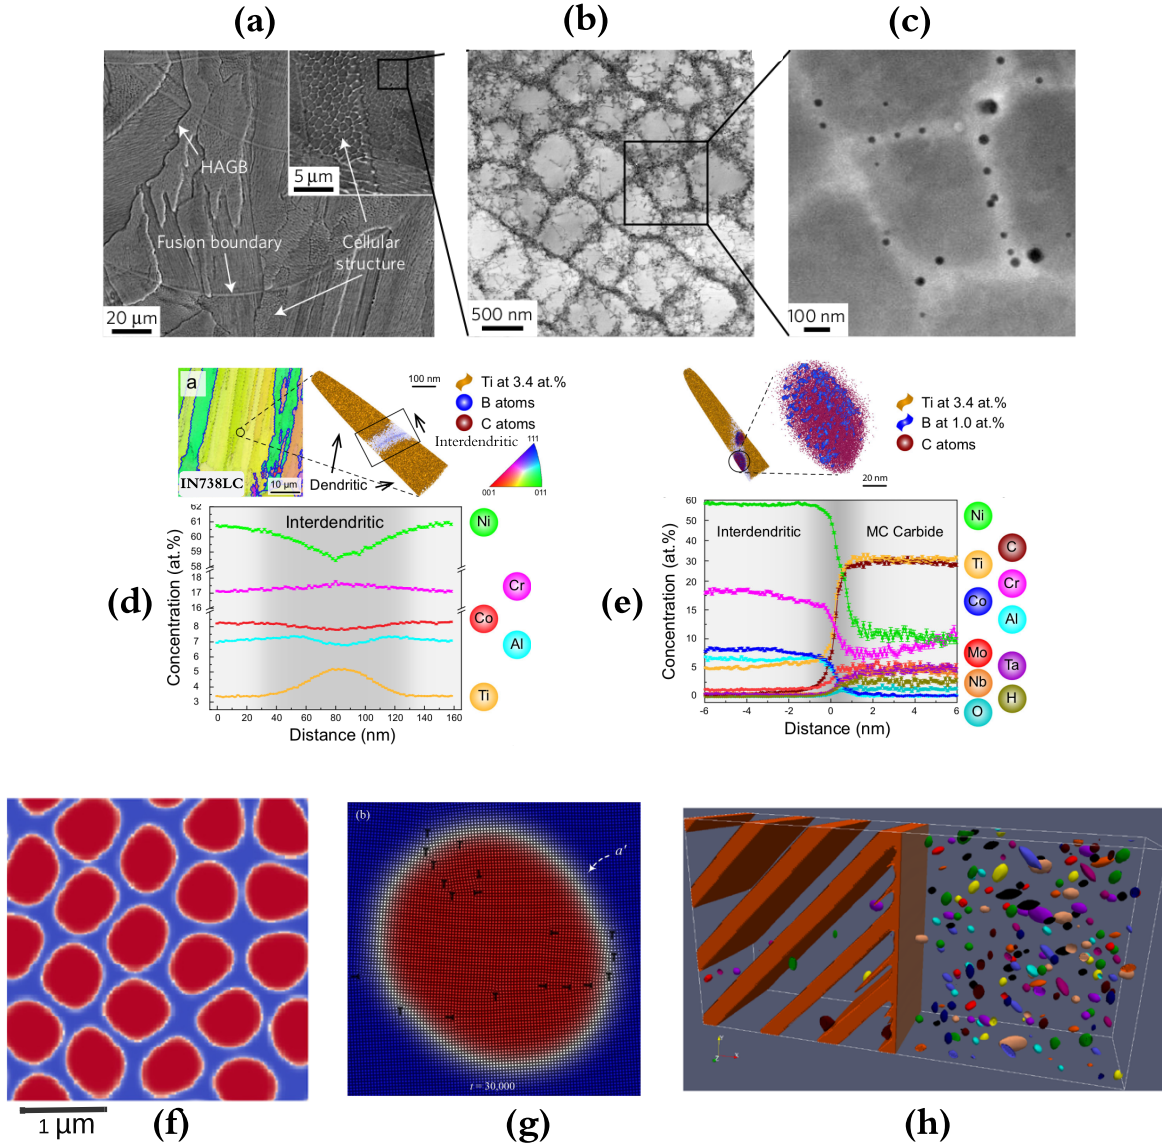 (a)
(b)
(c)
HAGB
5 µm
Fusion boundary
Cellular
structure
20 µm
500 nm
100 nm
a
IN738LC
10 µm
Dendritic
100 nm
Ti at 3.4 at.%
B atoms
C atoms
Interdendritic
111
001
011
Ti at 3.4 at.%
B at 1.0 at.%
C atoms
20 nm
(d)
Concentration (at.%)
62
61
60
59
58
18
17
16
8
7
5
4
3
Interdendritic
0 20 40 60 80 100 120 140 160
Distance (nm)
Ni
Cr
Co
Al
Ti
(e)
Concentration (at.%)
60
50
40
30
20
15
10
5
0
Interdendritic
MC Carbide
-6 -4 -2 0 2 4 6
Distance (nm)
Ni
C
Ti
Cr
Co
Al
Mo
Ta
Nb
H
O
1 µm
(f)
(b)
a'
t = 30,000
(g)
(h)